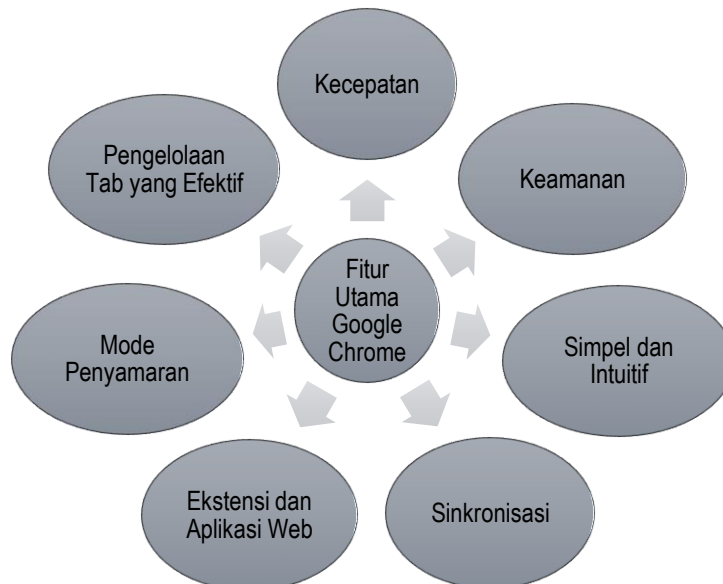 Kecepatan
Keamanan
Simpel dan
Intuitif
Sinkronisasi
Ekstensi dan
Aplikasi Web
Mode
Penyamaran
Pengelolaan
Tab yang Efektif
Fitur
Utama
Google
Chrome